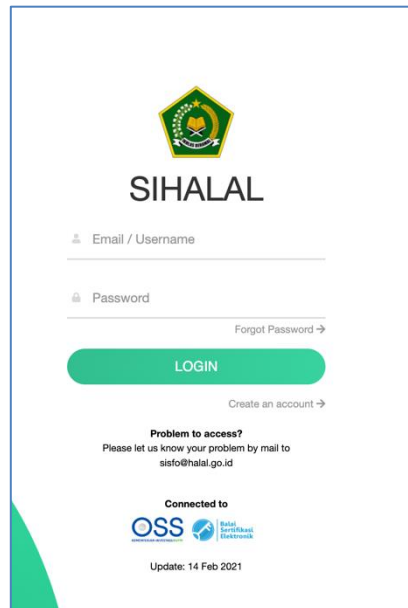 SIHALAL
Email / Username
Password
Forgot Password →
LOGIN
Create an account →
Problem to access?
Please let us know your problem by mail to
sisfo@halal.go.id
Connected to
OSS
Balai
Sertifikasi
Elektronik
Update: 14 Feb 2021